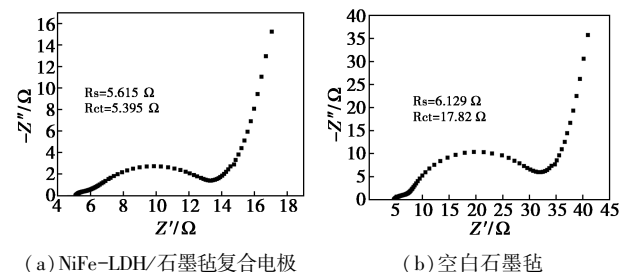 16
14
12
10
8
6
4
2
0
-Z″/Ω
Rs=5.615 Ω
Rct=5.395 Ω
4 6 8 10 12 14 16 18
Z′/Ω
(a)NiFe-LDH/石墨毡复合电极
40
35
30
25
20
15
10
5
0
-Z″/Ω
Rs=6.129 Ω
Rct=17.82 Ω
0 5 10 15 20 25 30 35 40 45
Z′/Ω
(b)空白石墨毡